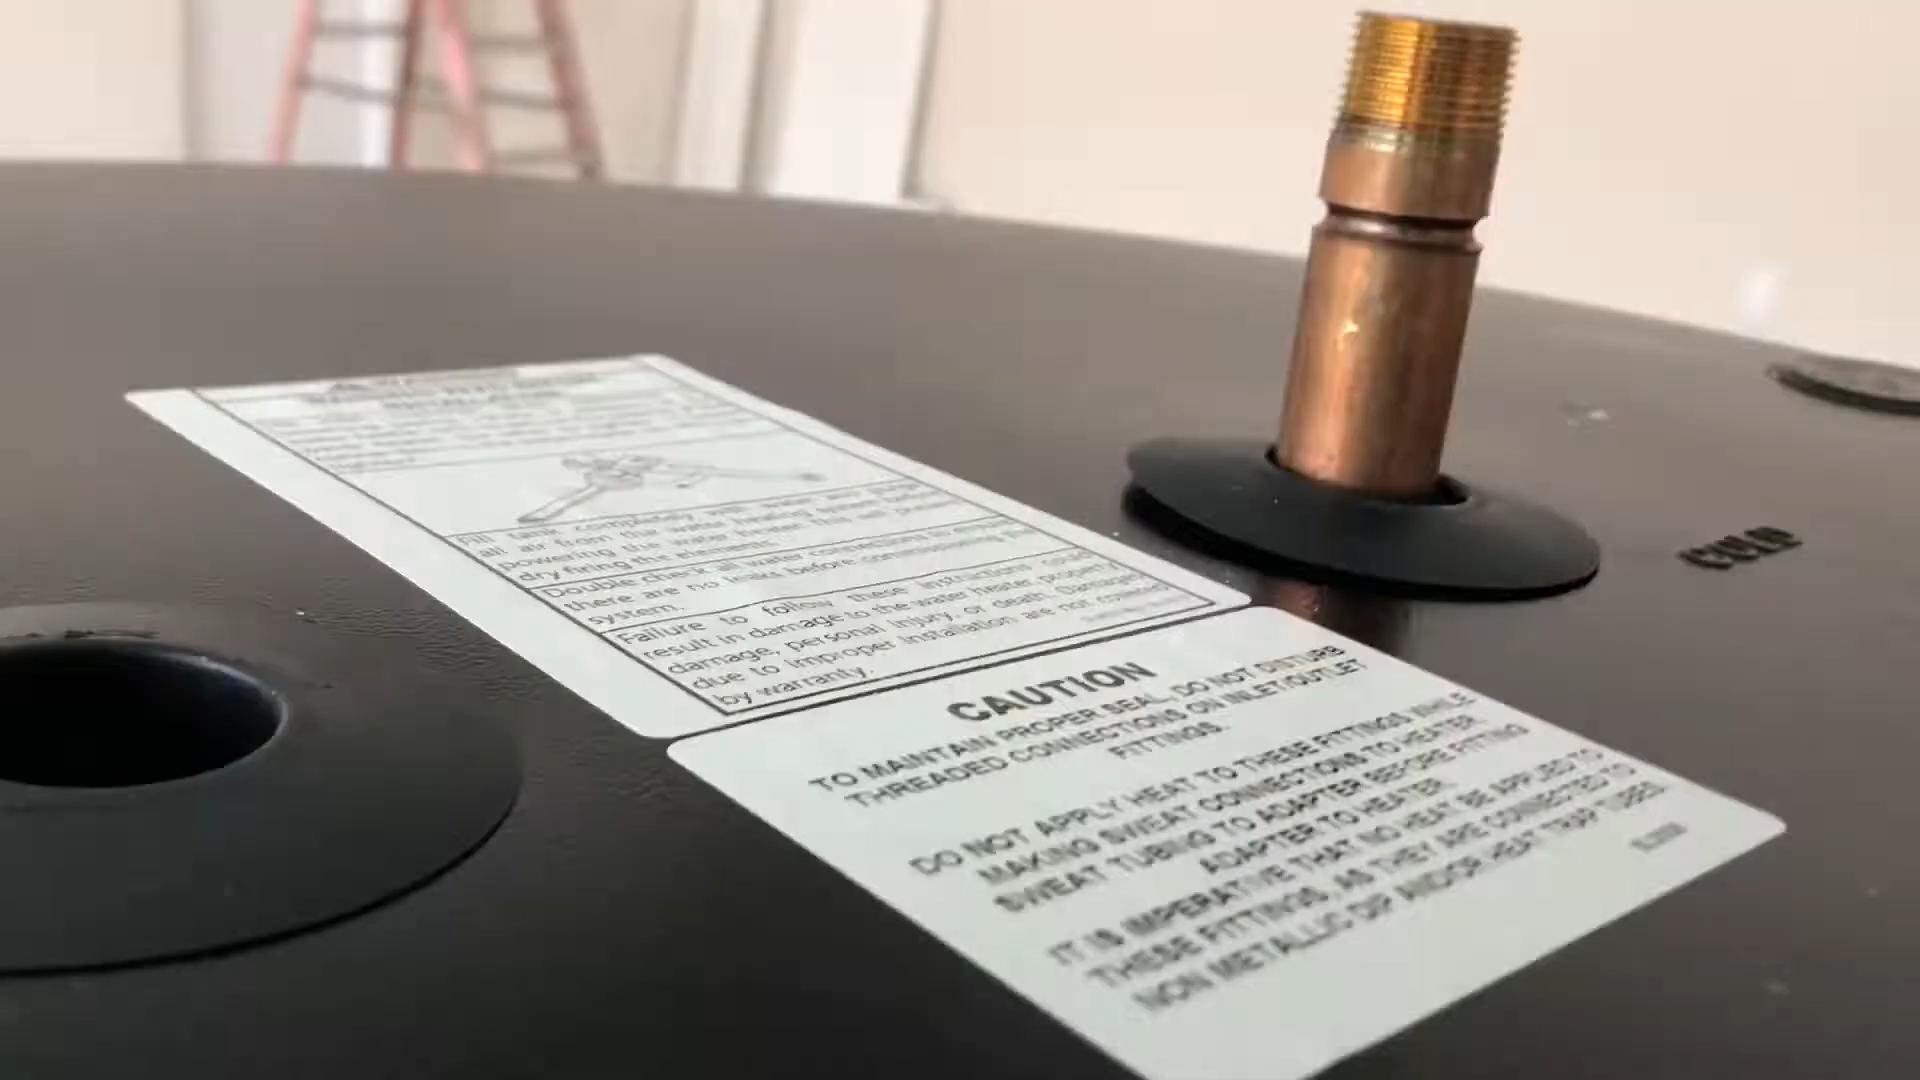 Fill tank completely with water and purge
all air from the water heating system before
powering the water heater. This will prevent
dry firing the elements.
Double check all water connections to ensure
there are no leaks before commissioning the
system.
Failure to follow these instructions could
result in damage to the water heater, property
damage, personal injury, or death. Damages
due to improper installation are not covered
by warranty.
CAUTION
TO MAINTAIN PROPER SEAL, DO NOT DISTURB
THREADED CONNECTIONS ON INLET/OUTLET
FITTINGS.
DO NOT APPLY HEAT TO THESE FITTINGS WHILE
MAKING SWEAT CONNECTIONS TO HEATER
SWEAT TUBING TO ADAPTER BEFORE FITTING
ADAPTER TO HEATER.
IT IS IMPERATIVE THAT NO HEAT BE APPLIED TO
THESE FITTINGS, AS THEY ARE CONNECTED TO
NON METALLIC DIP AND/OR HEAT TRAP TUBES.
COLD